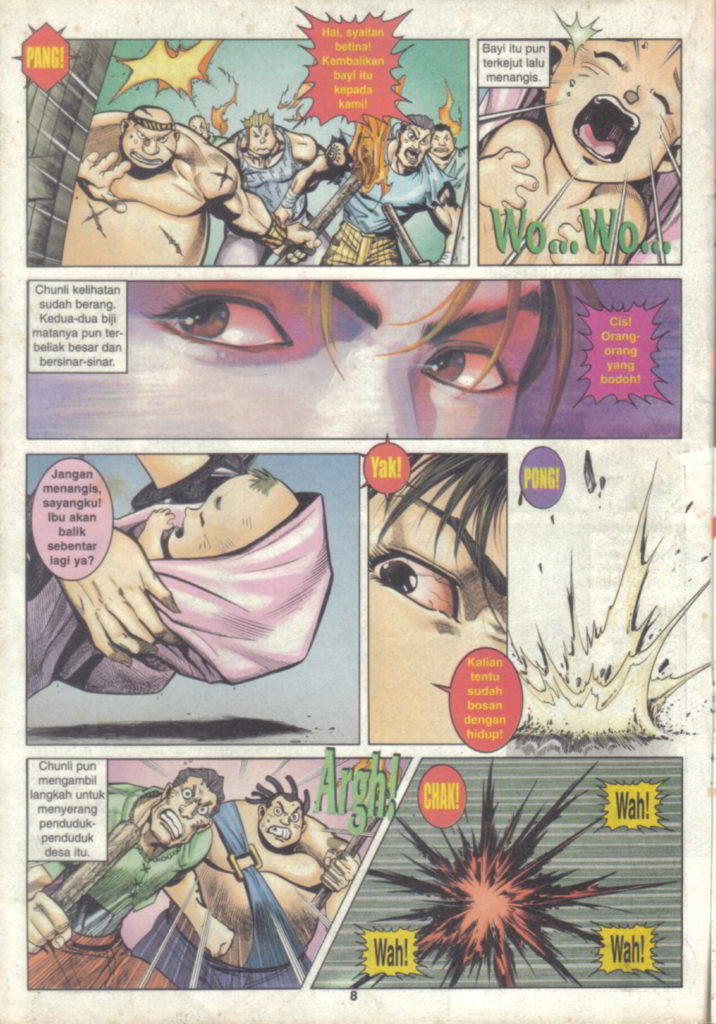 PANG!
Hai, syaitan
betina!
Kembalikan
bayi itu
kepada
kami!
Bayi itu pun
terkejut lalu
menangis.
Wo...Wo...
Chunli kelihatan
sudah berang.
Kedua-dua biji
matanya pun ter-
beliak besar dan
bersinar-sinar.
Cis!
Orang-
orang
yang
bodoh!
Jangan
menangis,
sayangku!
Ibu akan
balik
sebentar
lagi ya?
Yak!
Kalian
tentu
sudah
bosan
dengan
hidup!
PONG!
Chunli pun
mengambil
langkah untuk
menyerang
penduduk-
penduduk
desa itu.
Argh!
CHAK!
Wah!
Wah!
Wah!
8